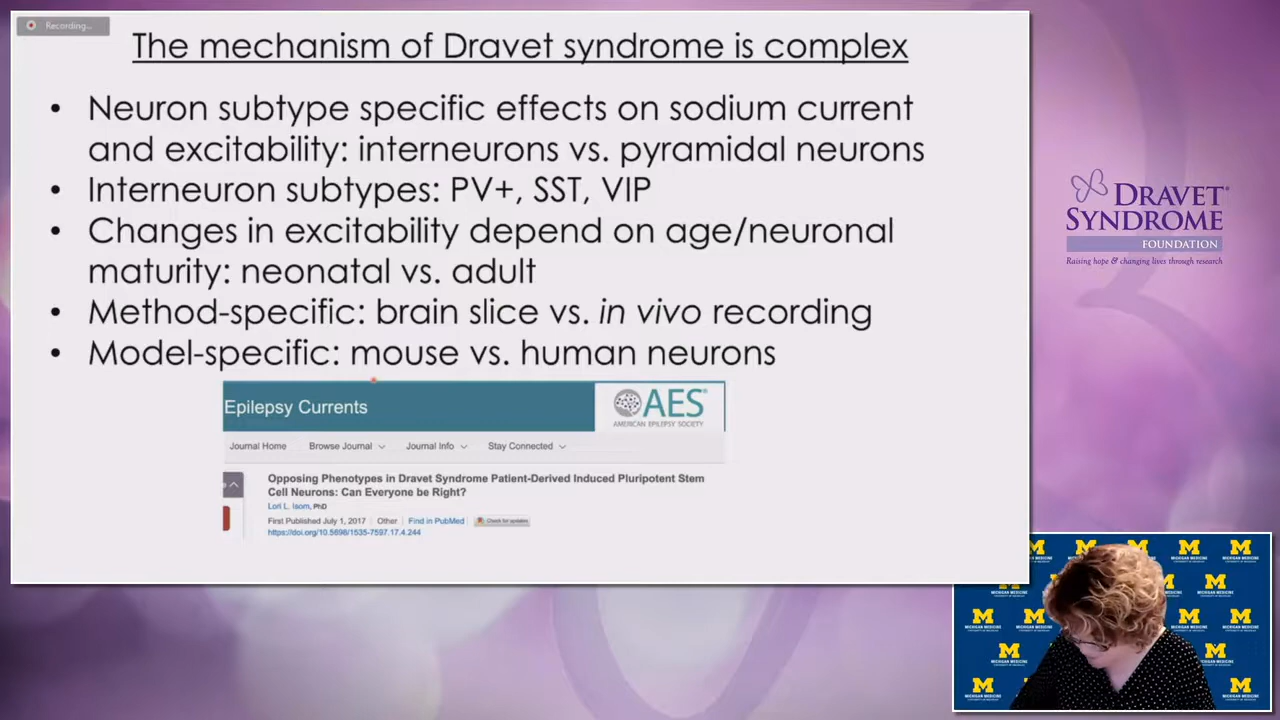 Recording...
The mechanism of Dravet syndrome is complex
• Neuron subtype specific effects on sodium current
and excitability: interneurons vs. pyramidal neurons
• Interneuron subtypes: PV+, SST, VIP
• Changes in excitability depend on age/neuronal
maturity: neonatal vs. adult
• Method-specific: brain slice vs. in vivo recording
• Model-specific: mouse vs. human neurons
Epilepsy Currents
AES®
AMERICAN EPILEPSY SOCIETY
Journal Home Browse Journal Journal Info Stay Connected
Opposing Phenotypes in Dravet Syndrome Patient-Derived Induced Pluripotent Stem
Cell Neurons: Can Everyone be Right?
Lori L. Isom, PhD
First Published July 1, 2017 Other Find in PubMed Check for updates
https://doi.org/10.5698/1535-7597.17.4.244
DRAVET
SYNDROME®
FOUNDATION
Raising hope & changing lives through research
M
MICHIGAN MEDICINE
UNIVERSITY OF MICHIGAN